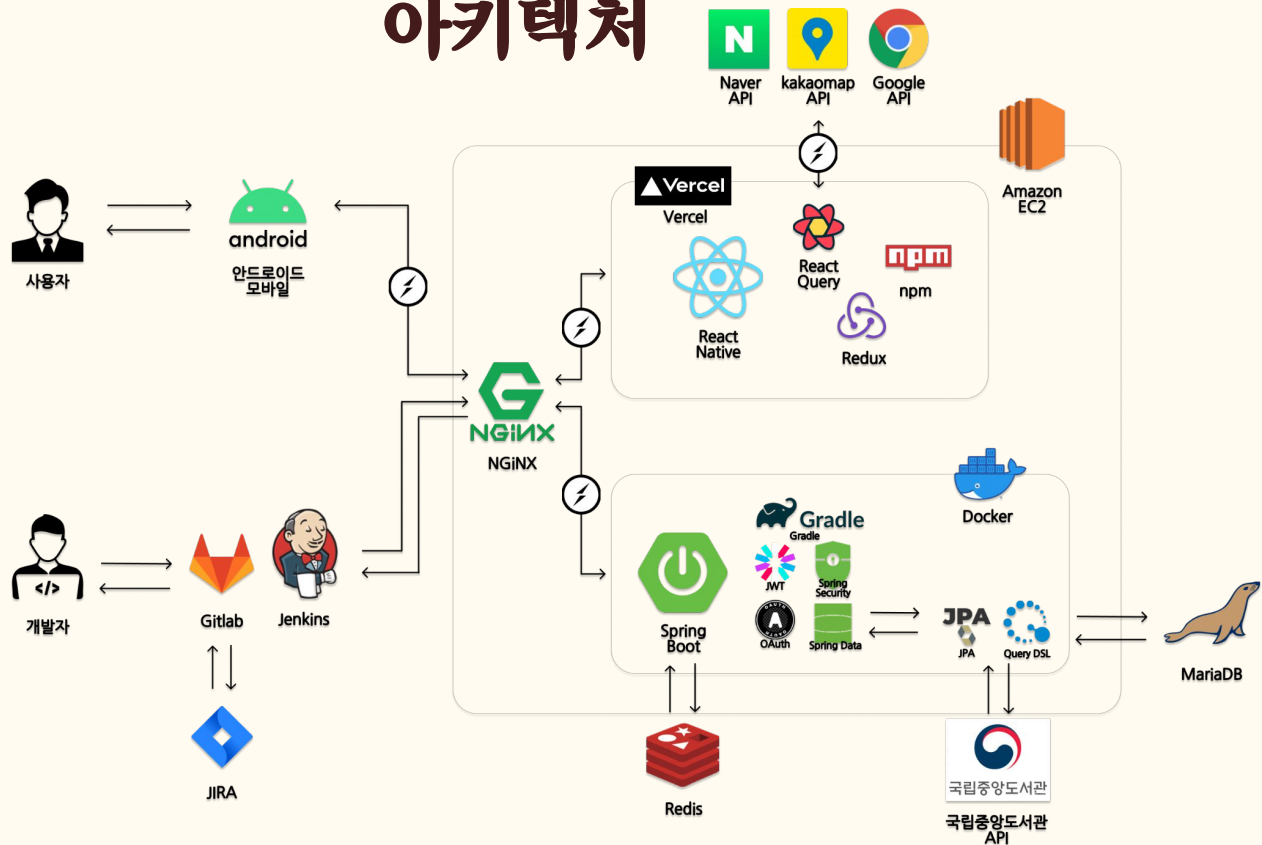 아키텍처
N
Naver
API
kakaomap
API
Google
API
Amazon
EC2
Vercel
Vercel
React
Query
npm
npm
React
Native
Redux
사용자
android
안드로이드
모바일
NGiNX
NGiNX
Docker
Gradle
Gradle
JWT
Spring
Security
Spring
Boot
OAUTH
A
OAuth
Spring Data
JPA
JPA
Query DSL
</>
개발자
Gitlab
Jenkins
MariaDB
JIRA
Redis
국립중앙도서관
국립중앙도서관
API